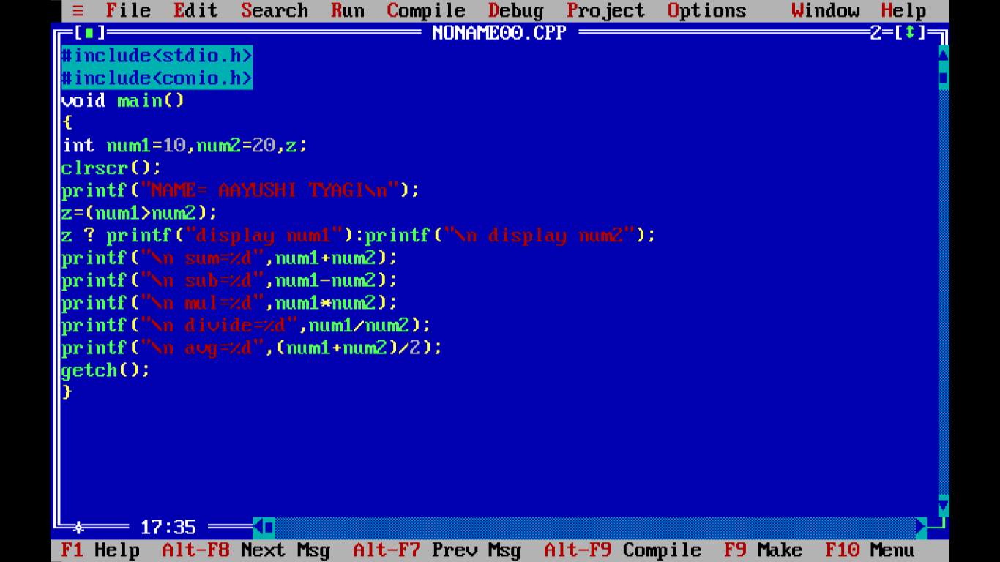 ≡ File Edit Search Run Compile Debug Project Options Window Help
[■] NONAME00.CPP 2=[↕]
#include<stdio.h>
#include<conio.h>
void main()
{
int num1=10,num2=20,z;
clrscr();
printf("NAME= AAYUSHI TYAGI\n");
z=(num1>num2);
z ? printf("display num1"):printf("\n display num2");
printf("\n sum=%d",num1+num2);
printf("\n sub=%d",num1-num2);
printf("\n mul=%d",num1*num2);
printf("\n divide=%d",num1/num2);
printf("\n avg=%d",(num1+num2)/2);
getch();
}
17:35
F1 Help Alt-F8 Next Msg Alt-F7 Prev Msg Alt-F9 Compile F9 Make F10 Menu